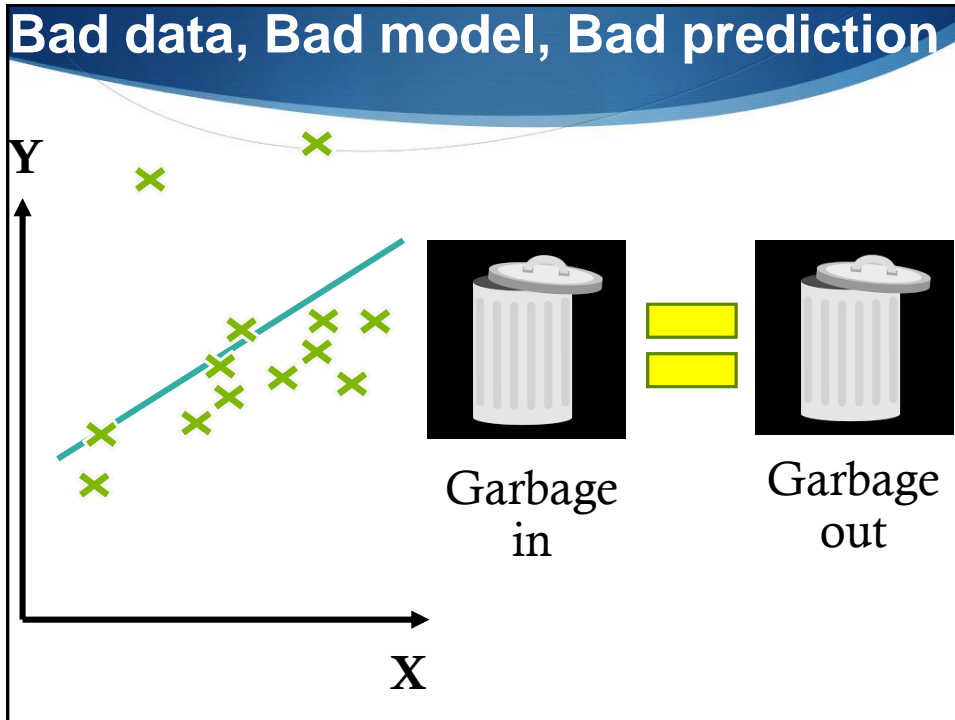 Bad data, Bad model, Bad prediction
Y
X
Garbage
in
Garbage
out